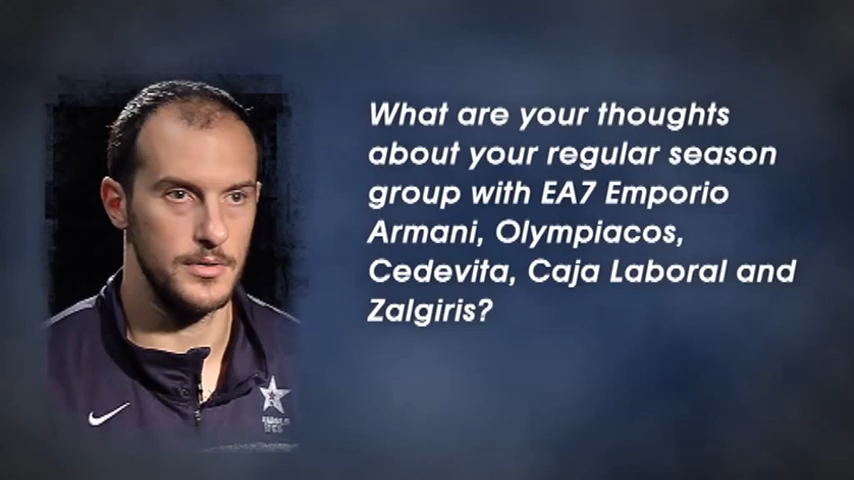 What are your thoughts
about your regular season
group with EA7 Emporio
Armani, Olympiacos,
Cedevita, Caja Laboral and
Zalgiris?